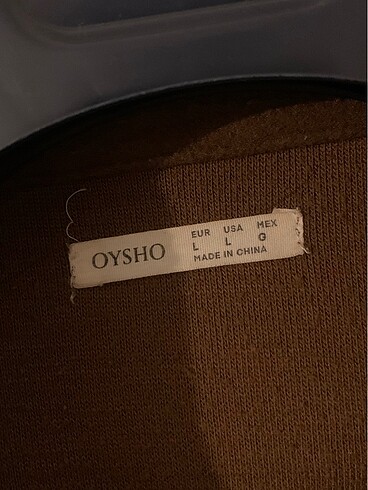 OYSHO
EUR USA MEX
L L G
MADE IN CHINA